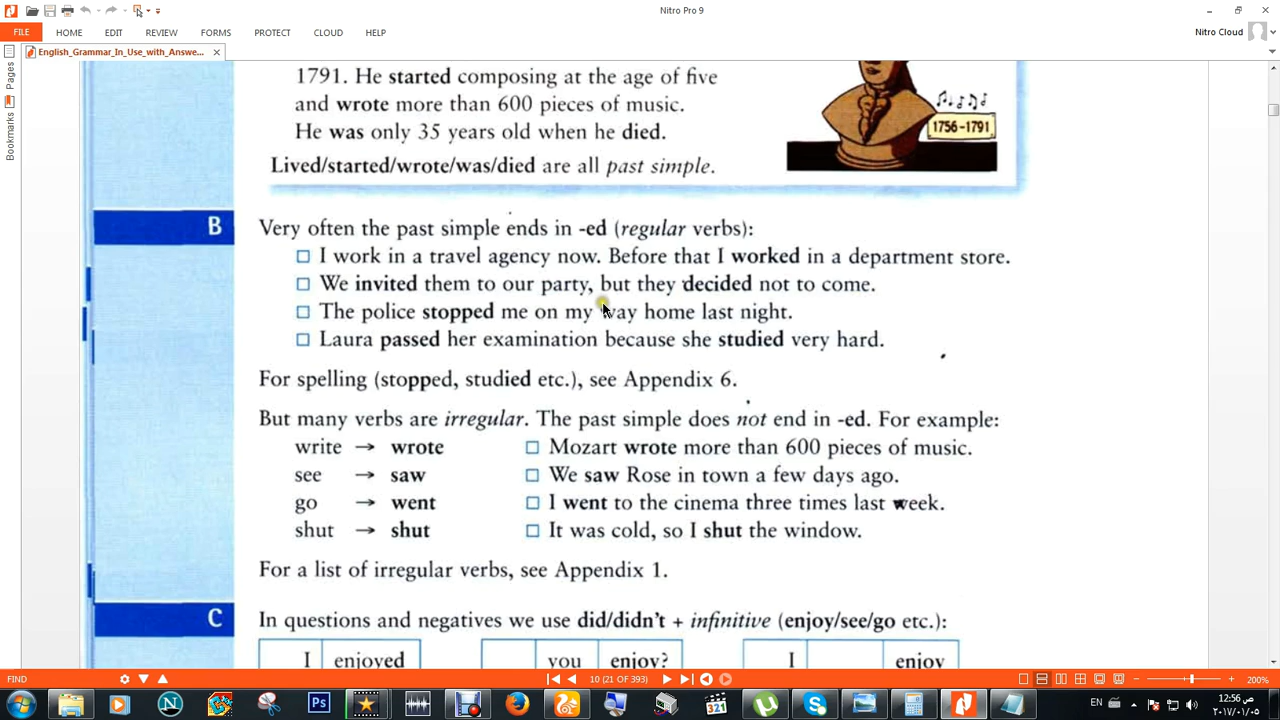 Nitro Pro 9
FILE HOME EDIT REVIEW FORMS PROTECT CLOUD HELP Nitro Cloud
English_Grammar_In_Use_with_Answe...
Pages
Bookmarks
1791. He started composing at the age of five
and wrote more than 600 pieces of music.
He was only 35 years old when he died.
1756–1791
Lived/started/wrote/was/died are all past simple.
B
Very often the past simple ends in -ed (regular verbs):
I work in a travel agency now. Before that I worked in a department store.
We invited them to our party, but they decided not to come.
The police stopped me on my way home last night.
Laura passed her examination because she studied very hard.
For spelling (stopped, studied etc.), see Appendix 6.
But many verbs are irregular. The past simple does not end in -ed. For example:
write → wrote Mozart wrote more than 600 pieces of music.
see → saw We saw Rose in town a few days ago.
go → went I went to the cinema three times last week.
shut → shut It was cold, so I shut the window.
For a list of irregular verbs, see Appendix 1.
C
In questions and negatives we use did/didn't + infinitive (enjoy/see/go etc.):
I enjoyed you enjoy? I enjoy
FIND 10 (21 OF 393) 200%
Ps 321 EN 12:56 ص
٢٠١٧/٠١/٠٥